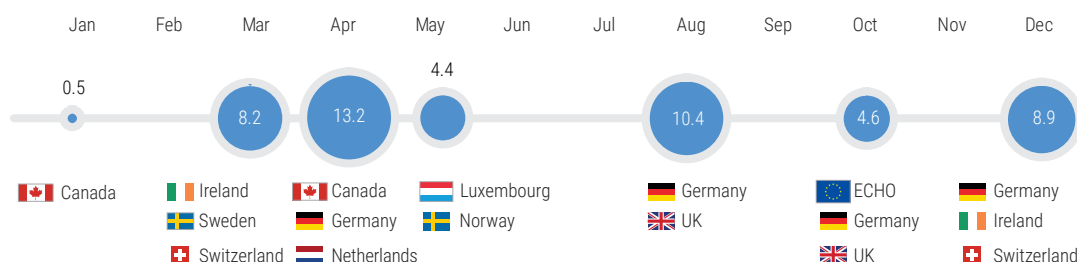 Jan Feb Mar Apr May Jun Jul Aug Sep Oct Nov Dec
0.5 8.2 13.2 4.4 10.4 4.6 8.9
Canada Ireland Canada Luxembourg Germany ECHO Germany
Sweden Germany Norway UK Germany Ireland
Switzerland Netherlands UK Switzerland